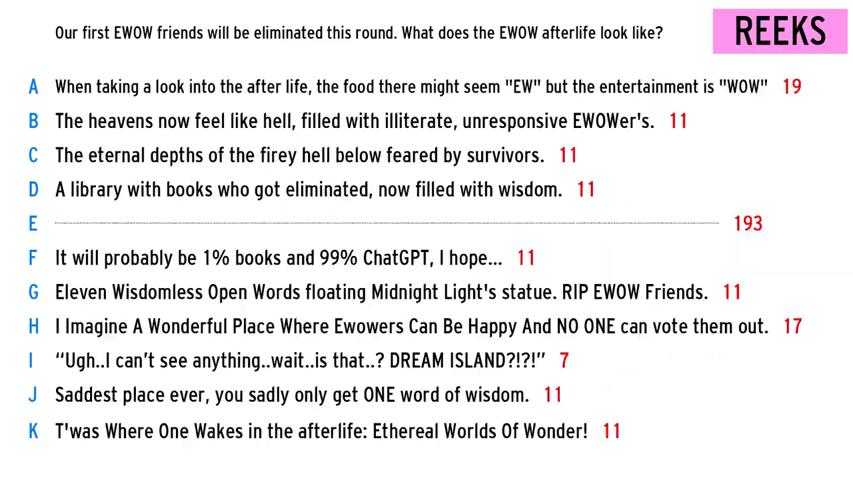 Our first EWOW friends will be eliminated this round. What does the EWOW afterlife look like?
REEKS
A When taking a look into the after life, the food there might seem "EW" but the entertainment is "WOW" 19
B The heavens now feel like hell, filled with illiterate, unresponsive EWOWer's. 11
C The eternal depths of the firey hell below feared by survivors. 11
D A library with books who got eliminated, now filled with wisdom. 11
E 193
F It will probably be 1% books and 99% ChatGPT, I hope... 11
G Eleven Wisdomless Open Words floating Midnight Light's statue. RIP EWOW Friends. 11
H I Imagine A Wonderful Place Where Ewowers Can Be Happy And NO ONE can vote them out. 17
I “Ugh..I can’t see anything..wait..is that..? DREAM ISLAND?!?!” 7
J Saddest place ever, you sadly only get ONE word of wisdom. 11
K T'was Where One Wakes in the afterlife: Ethereal Worlds Of Wonder! 11